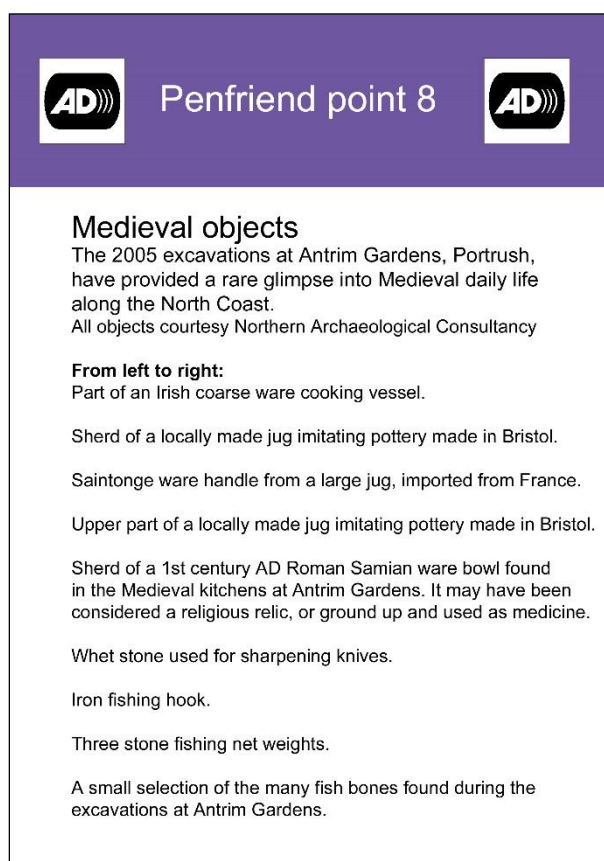 AD
Penfriend point 8
AD
Medieval objects
The 2005 excavations at Antrim Gardens, Portrush,
have provided a rare glimpse into Medieval daily life
along the North Coast.
All objects courtesy Northern Archaeological Consultancy
From left to right:
Part of an Irish coarse ware cooking vessel.
Sherd of a locally made jug imitating pottery made in Bristol.
Saintonge ware handle from a large jug, imported from France.
Upper part of a locally made jug imitating pottery made in Bristol.
Sherd of a 1st century AD Roman Samian ware bowl found
in the Medieval kitchens at Antrim Gardens. It may have been
considered a religious relic, or ground up and used as medicine.
Whet stone used for sharpening knives.
Iron fishing hook.
Three stone fishing net weights.
A small selection of the many fish bones found during the
excavations at Antrim Gardens.